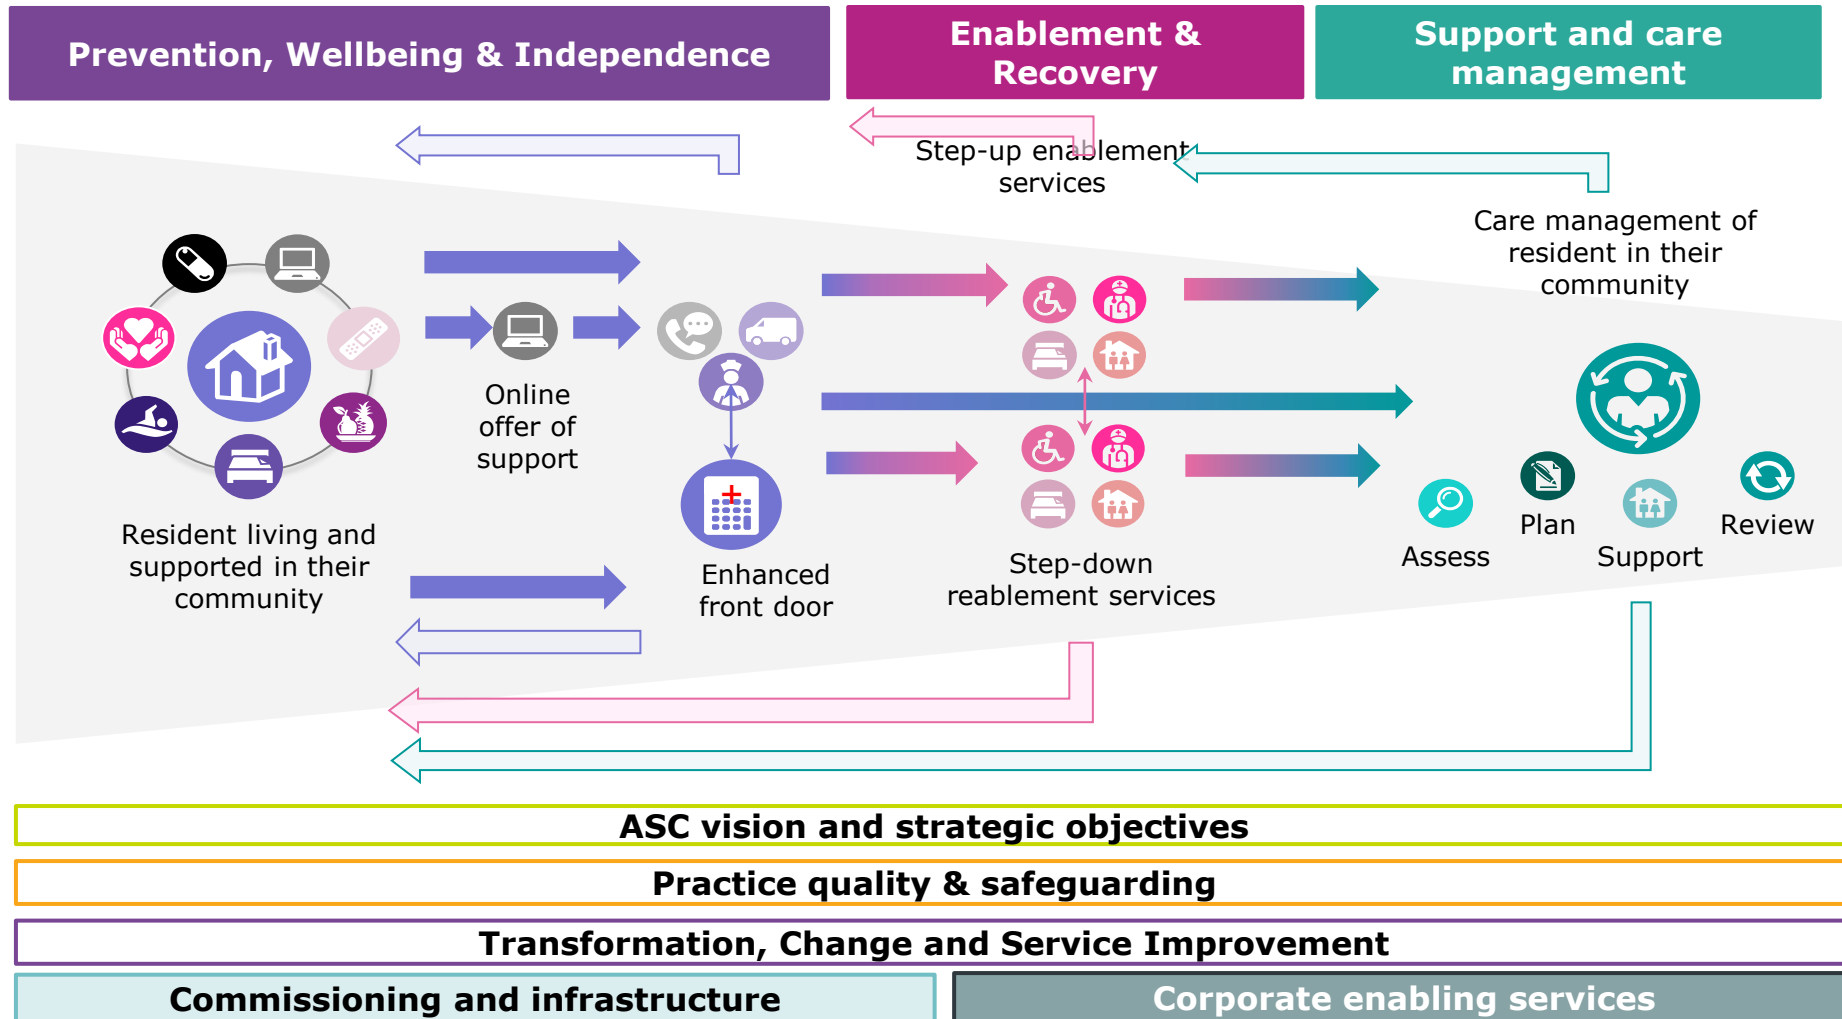 Prevention, Wellbeing & Independence
Enablement &
Recovery
Support and care
management
Step-up enablement
services
Care management of
resident in their
community
Online
offer of
support
Resident living and
supported in their
community
Enhanced
front door
Step-down
reablement services
Assess
Plan
Support
Review
ASC vision and strategic objectives
Practice quality & safeguarding
Transformation, Change and Service Improvement
Commissioning and infrastructure
Corporate enabling services